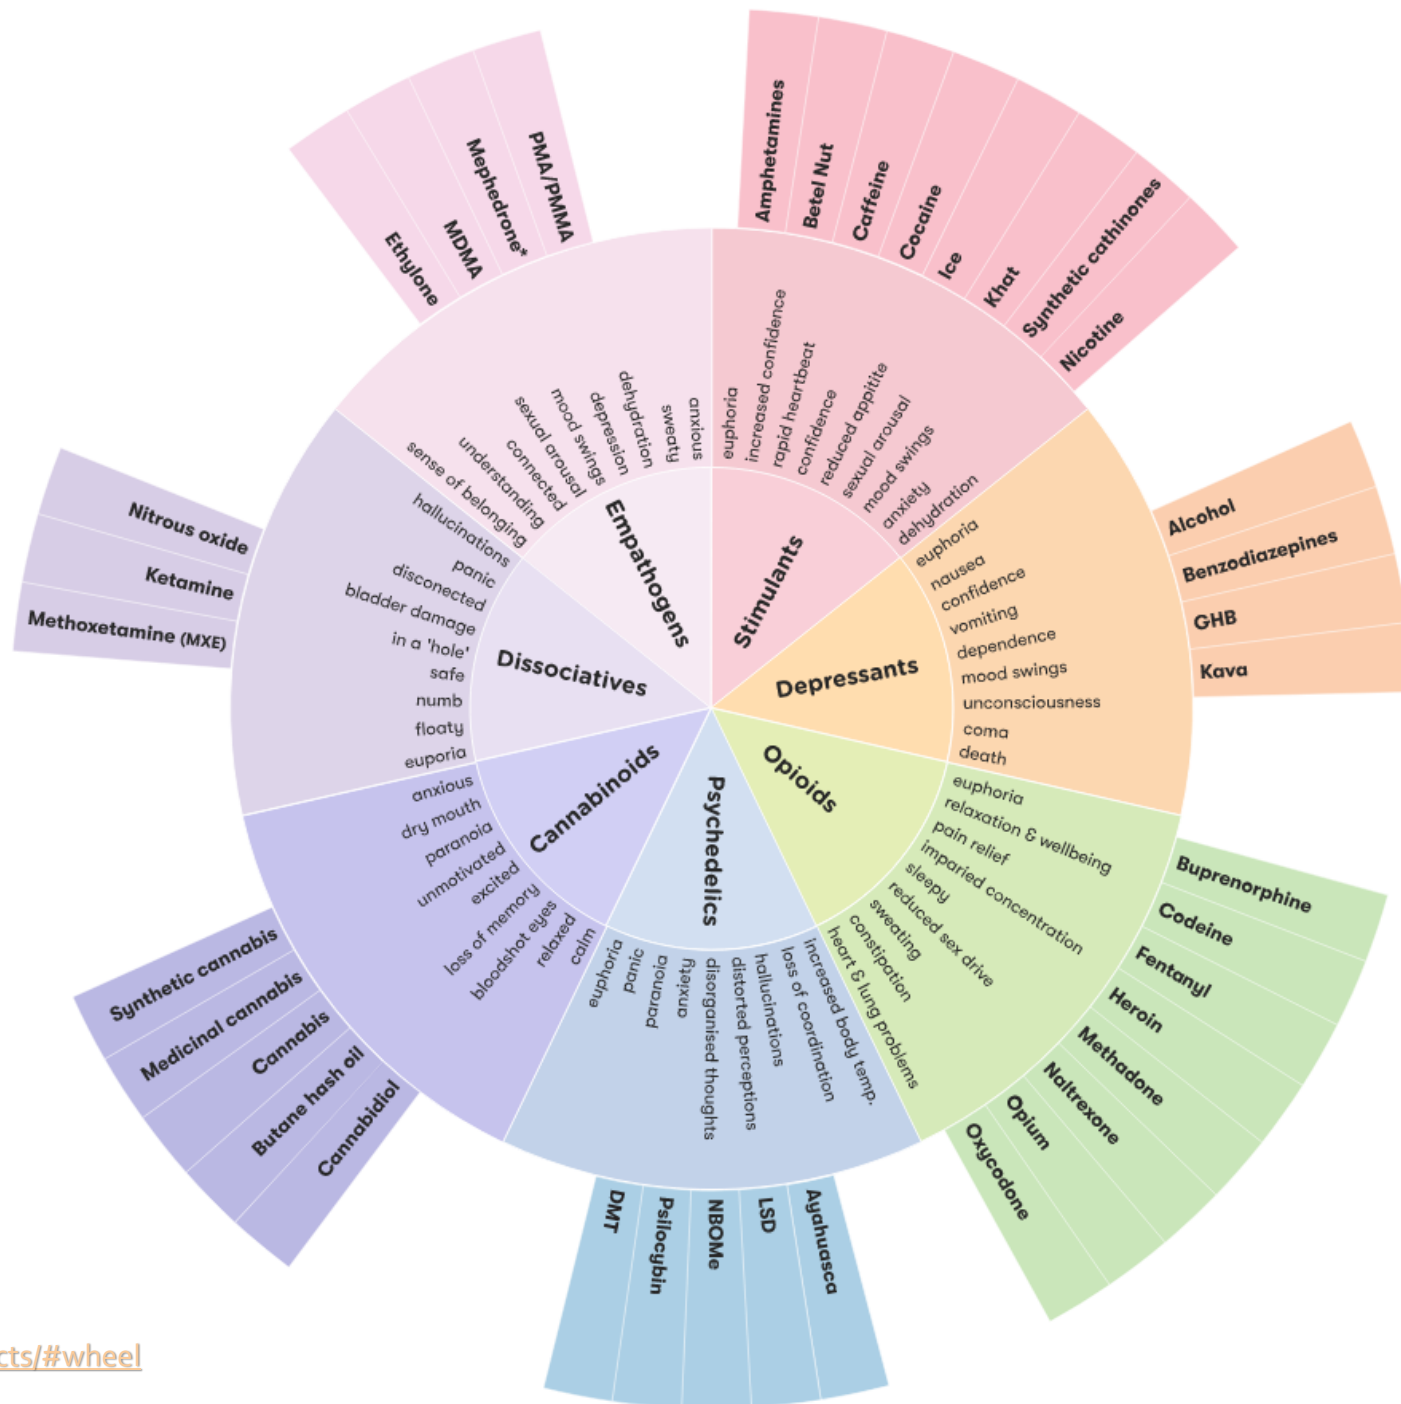 Stimulants
euphoria
increased confidence
rapid heartbeat
confidence
reduced appitite
sexual arousal
mood swings
anxiety
dehydration
Amphetamines
Betel Nut
Caffeine
Cocaine
Ice
Khat
Synthetic cathinones
Nicotine
Depressants
euphoria
nausea
confidence
vomiting
dependence
mood swings
unconsciousness
coma
death
Alcohol
Benzodiazepines
GHB
Kava
Opioids
euphoria
relaxation & wellbeing
pain relief
imparied concentration
sleepy
reduced sex drive
sweating
constipation
heart & lung problems
Buprenorphine
Codeine
Fentanyl
Heroin
Methadone
Naltrexone
Opium
Oxycodone
Psychedelics
increased body temp.
loss of coordination
hallucinations
distorted perceptions
disorganised thoughts
anxiety
paranoia
panic
euphoria
Ayahuasca
LSD
NBOMe
Psilocybin
DMT
Cannabinoids
calm
relaxed
bloodshot eyes
loss of memory
excited
unmotivated
paranoia
dry mouth
anxious
Cannabidiol
Butane hash oil
Cannabis
Medicinal cannabis
Synthetic cannabis
Dissociatives
euporia
floaty
numb
safe
in a 'hole'
bladder damage
disconected
panic
hallucinations
Methoxetamine (MXE)
Ketamine
Nitrous oxide
Empathogens
sense of belonging
understanding
connected
sexual arousal
mood swings
depression
dehydration
sweaty
anxious
Ethylone
MDMA
Mephedrone*
PMA/PMMA
cts/#wheel